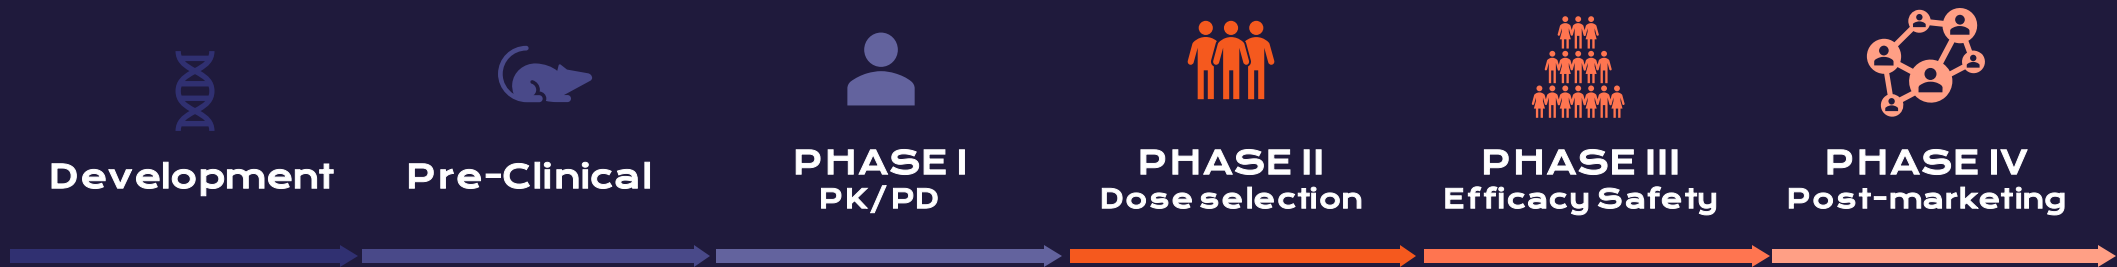 Development
Pre-Clinical
PHASE I
PK/PD
PHASE II
Dose selection
PHASE III
Efficacy Safety
PHASE IV
Post-marketing